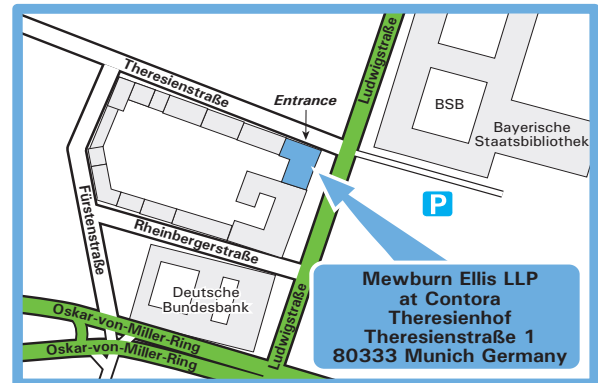 Theresienstraße
Entrance
Ludwigstraße
BSB
Bayerische
Staatsbibliothek
P
Fürstenstraße
Rheinbergerstraße
Deutsche
Bundesbank
Ludwigstraße
Oskar-von-Miller-Ring
Oskar-von-Miller-Ring
Mewburn Ellis LLP
at Contora
Theresienhof
Theresienstraße 1
80333 Munich Germany